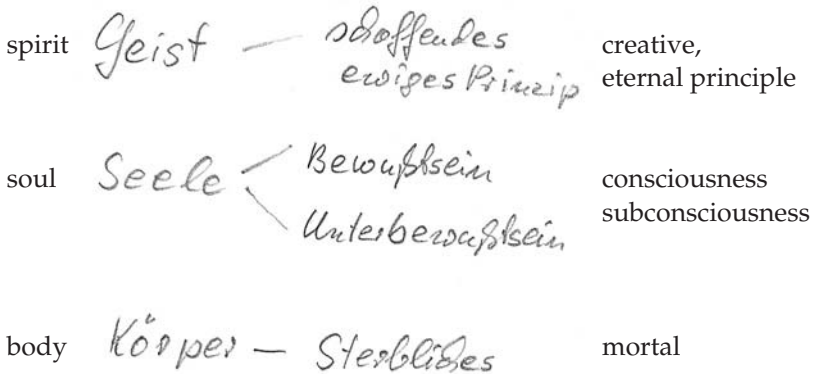 spirit Geist — schaffendes creative,
ewiges Prinzip eternal principle
soul Seele Bewußtsein consciousness
Unterbewußtsein subconsciousness
body Körper — Sterbliches mortal